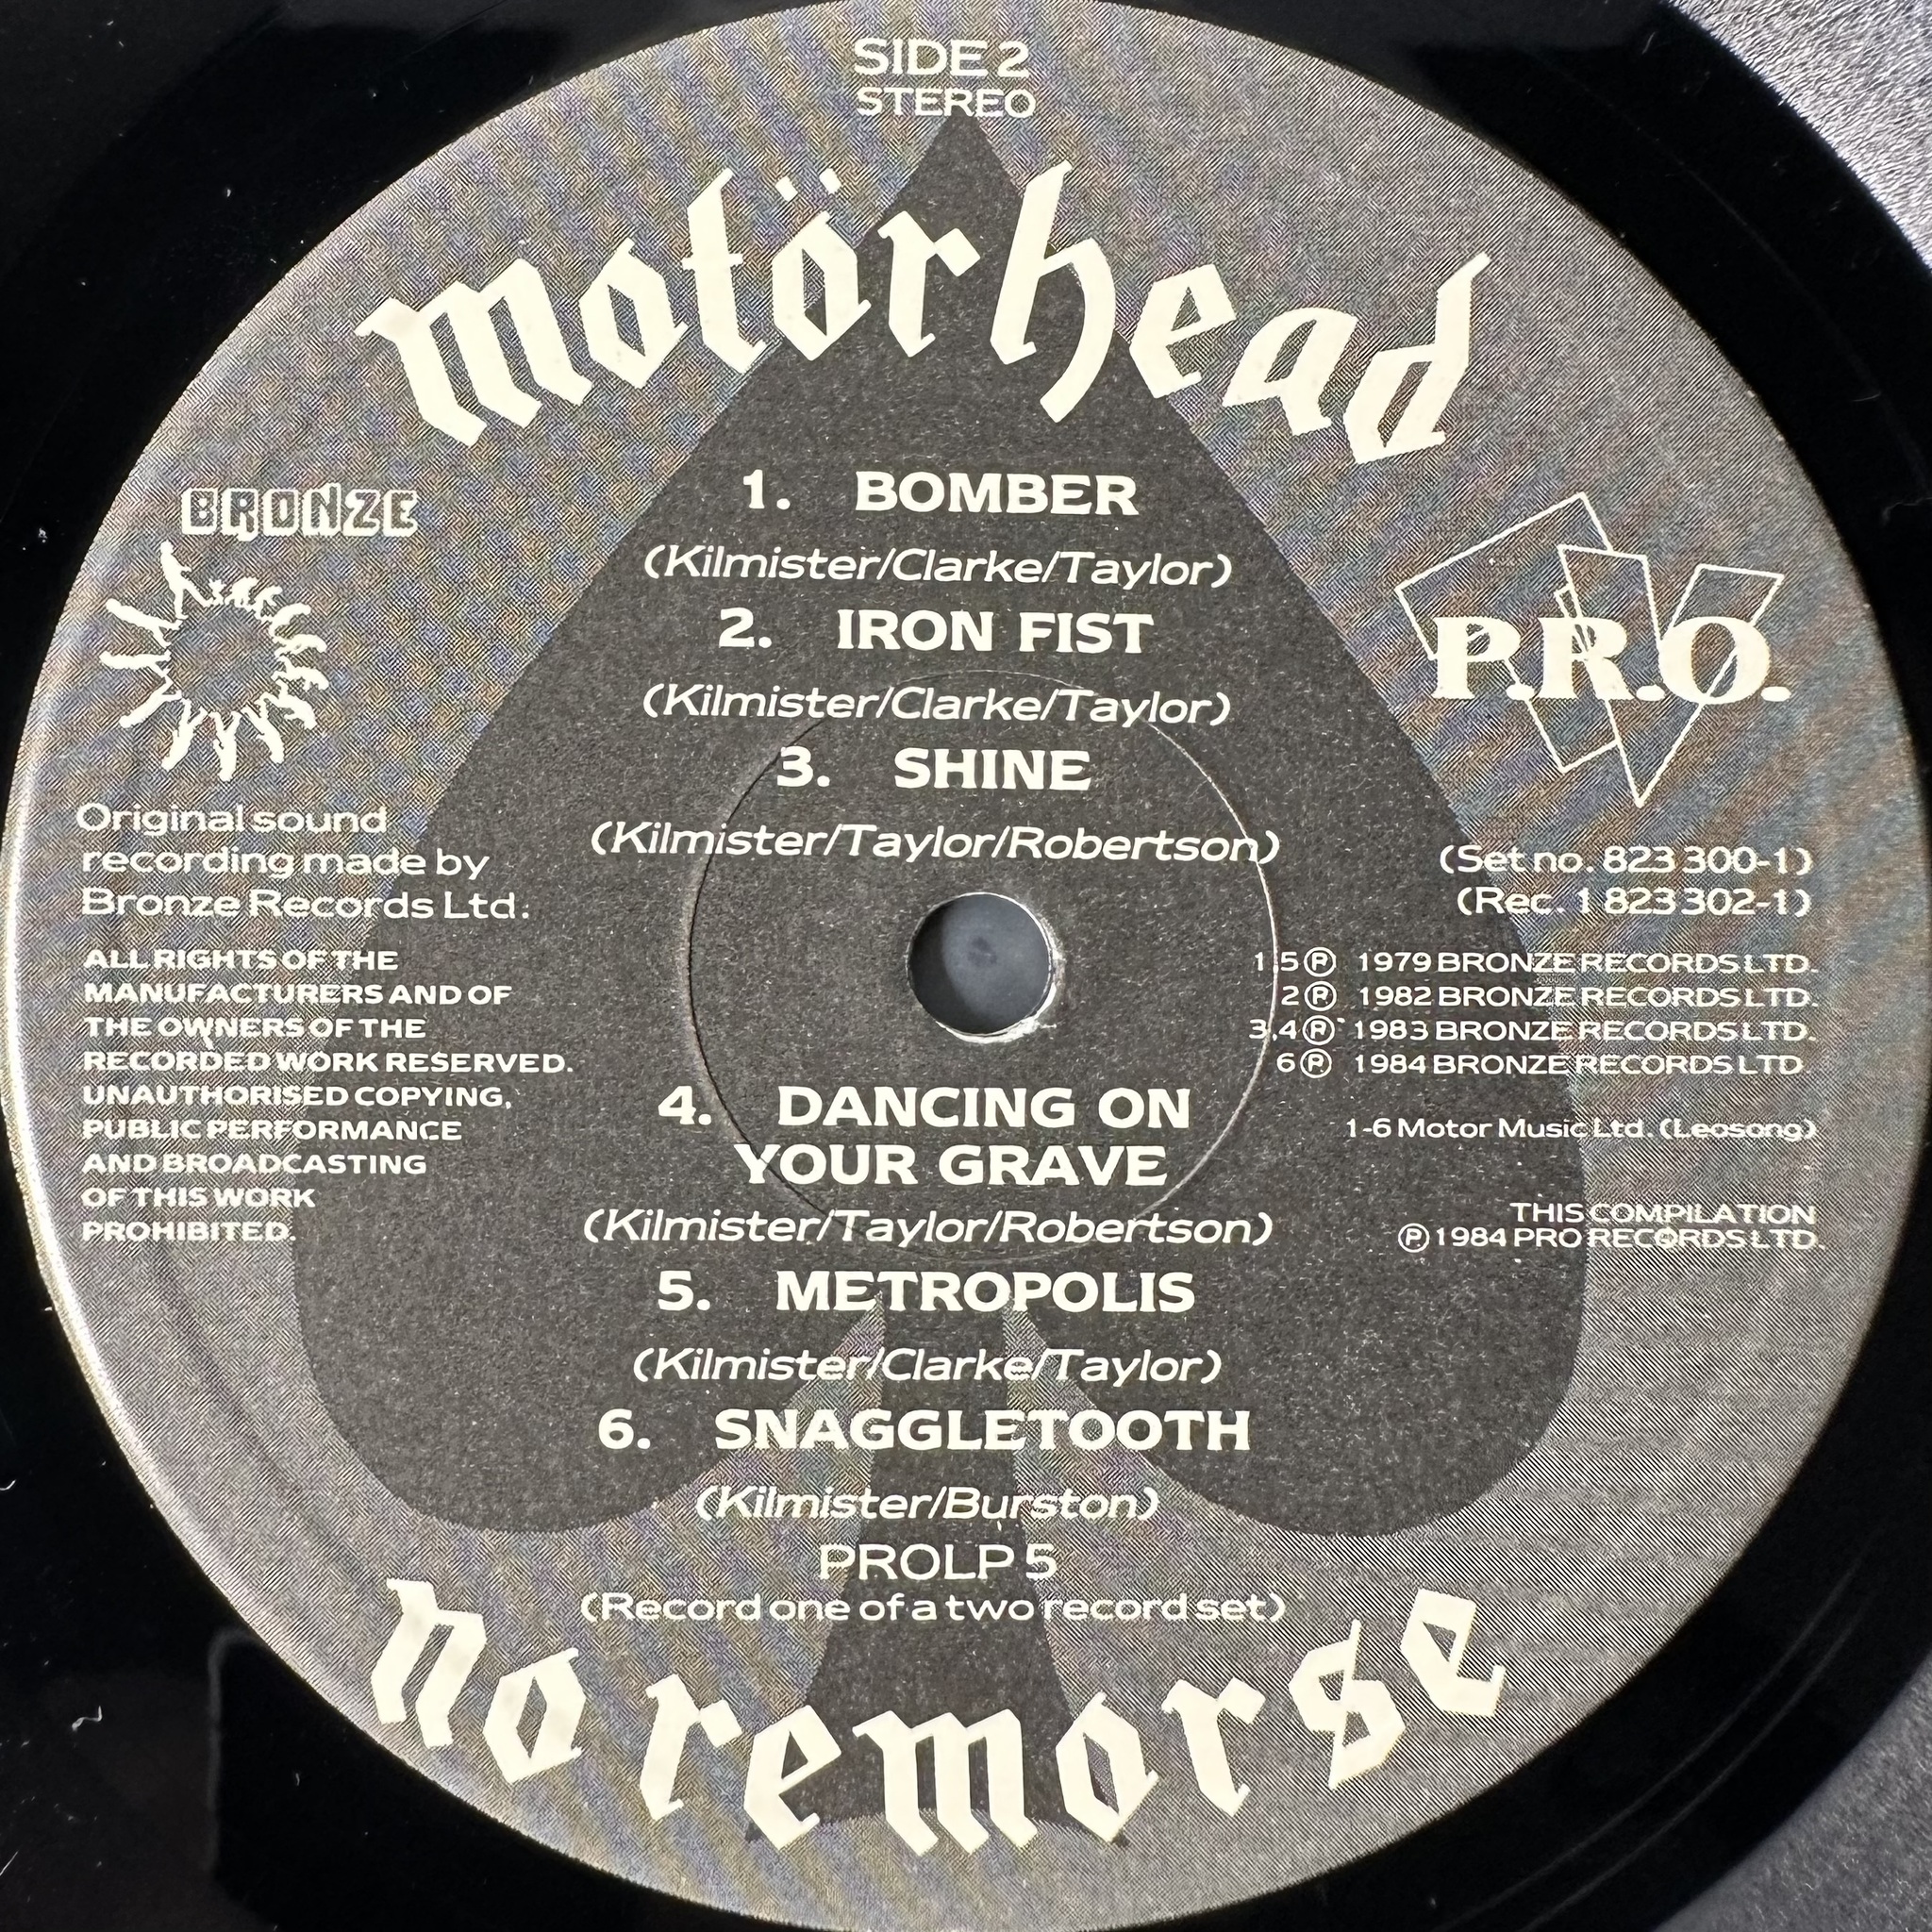 SIDE 2
STEREO
motörhead
1. BOMBER
(Kilmister/Clarke/Taylor)
2. IRON FIST
(Kilmister/Clarke/Taylor)
3. SHINE
(Kilmister/Taylor/Robertson)
BRONZE
Original sound
recording made by
Bronze Records Ltd.
ALL RIGHTS OF THE
MANUFACTURERS AND OF
THE OWNERS OF THE
RECORDED WORK RESERVED.
UNAUTHORISED COPYING,
PUBLIC PERFORMANCE
AND BROADCASTING
OF THIS WORK
PROHIBITED.
P.R.O.
(Set no. 823 300-1)
(Rec. 1 823 302-1)
1,5 Ⓟ 1979 BRONZE RECORDS LTD.
2 Ⓟ 1982 BRONZE RECORDS LTD.
3,4 Ⓟ 1983 BRONZE RECORDS LTD.
6 Ⓟ 1984 BRONZE RECORDS LTD.
1-6 Motor Music Ltd. (Leosong)
THIS COMPILATION
Ⓟ 1984 PRO RECORDS LTD.
4. DANCING ON
YOUR GRAVE
(Kilmister/Taylor/Robertson)
5. METROPOLIS
(Kilmister/Clarke/Taylor)
6. SNAGGLETOOTH
(Kilmister/Burston)
PROLP 5
(Record one of a two record set)
no remorse